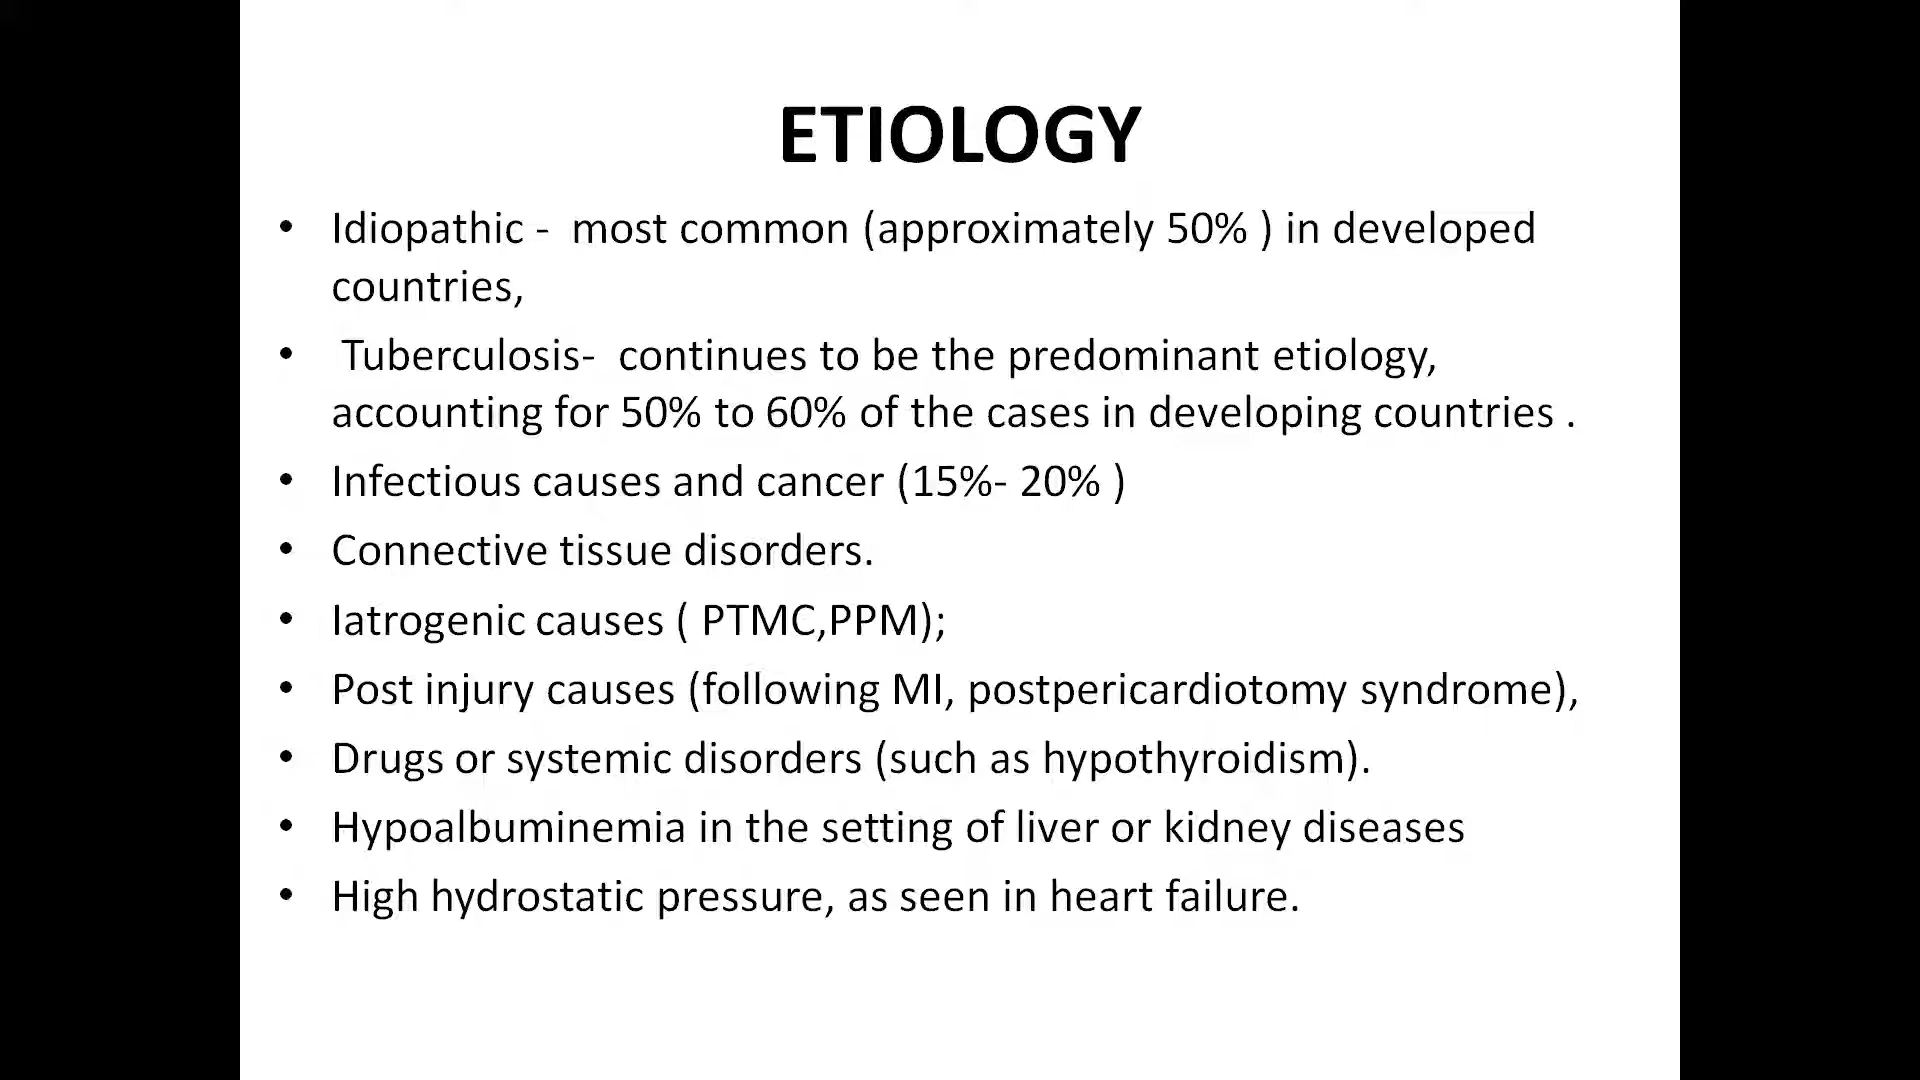 ETIOLOGY
• Idiopathic -  most common (approximately 50% ) in developed
countries,
•  Tuberculosis-  continues to be the predominant etiology,
accounting for 50% to 60% of the cases in developing countries .
• Infectious causes and cancer (15%- 20% )
• Connective tissue disorders.
• Iatrogenic causes ( PTMC,PPM);
• Post injury causes (following MI, postpericardiotomy syndrome),
• Drugs or systemic disorders (such as hypothyroidism).
• Hypoalbuminemia in the setting of liver or kidney diseases
• High hydrostatic pressure, as seen in heart failure.